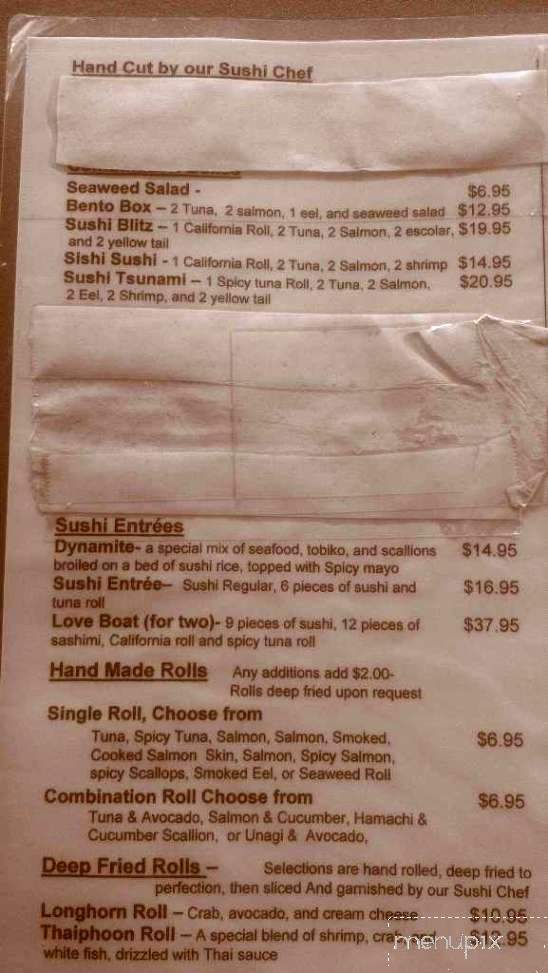 Hand Cut by our Sushi Chef
Seaweed Salad - $6.95
Bento Box – 2 Tuna, 2 salmon, 1 eel, and seaweed salad $12.95
Sushi Blitz – 1 California Roll, 2 Tuna, 2 Salmon, 2 escolar, $19.95
and 2 yellow tail
Sishi Sushi - 1 California Roll, 2 Tuna, 2 Salmon, 2 shrimp $14.95
Sushi Tsunami – 1 Spicy tuna Roll, 2 Tuna, 2 Salmon, $20.95
2 Eel, 2 Shrimp, and 2 yellow tail
Sushi Entrées
Dynamite- a special mix of seafood, tobiko, and scallions $14.95
broiled on a bed of sushi rice, topped with Spicy mayo
Sushi Entrée– Sushi Regular, 6 pieces of sushi and $16.95
tuna roll
Love Boat (for two)- 9 pieces of sushi, 12 pieces of $37.95
sashimi, California roll and spicy tuna roll
Hand Made Rolls Any additions add $2.00-
Rolls deep fried upon request
Single Roll, Choose from
Tuna, Spicy Tuna, Salmon, Salmon, Smoked, $6.95
Cooked Salmon Skin, Salmon, Spicy Salmon,
spicy Scallops, Smoked Eel, or Seaweed Roll
Combination Roll Choose from $6.95
Tuna & Avocado, Salmon & Cucumber, Hamachi &
Cucumber Scallion, or Unagi & Avocado,
Deep Fried Rolls – Selections are hand rolled, deep fried to
perfection, then sliced And garnished by our Sushi Chef
Longhorn Roll – Crab, avocado, and cream cheese $10.95
Thaiphoon Roll – A special blend of shrimp, crab, and
white fish, drizzled with Thai sauce
menupix